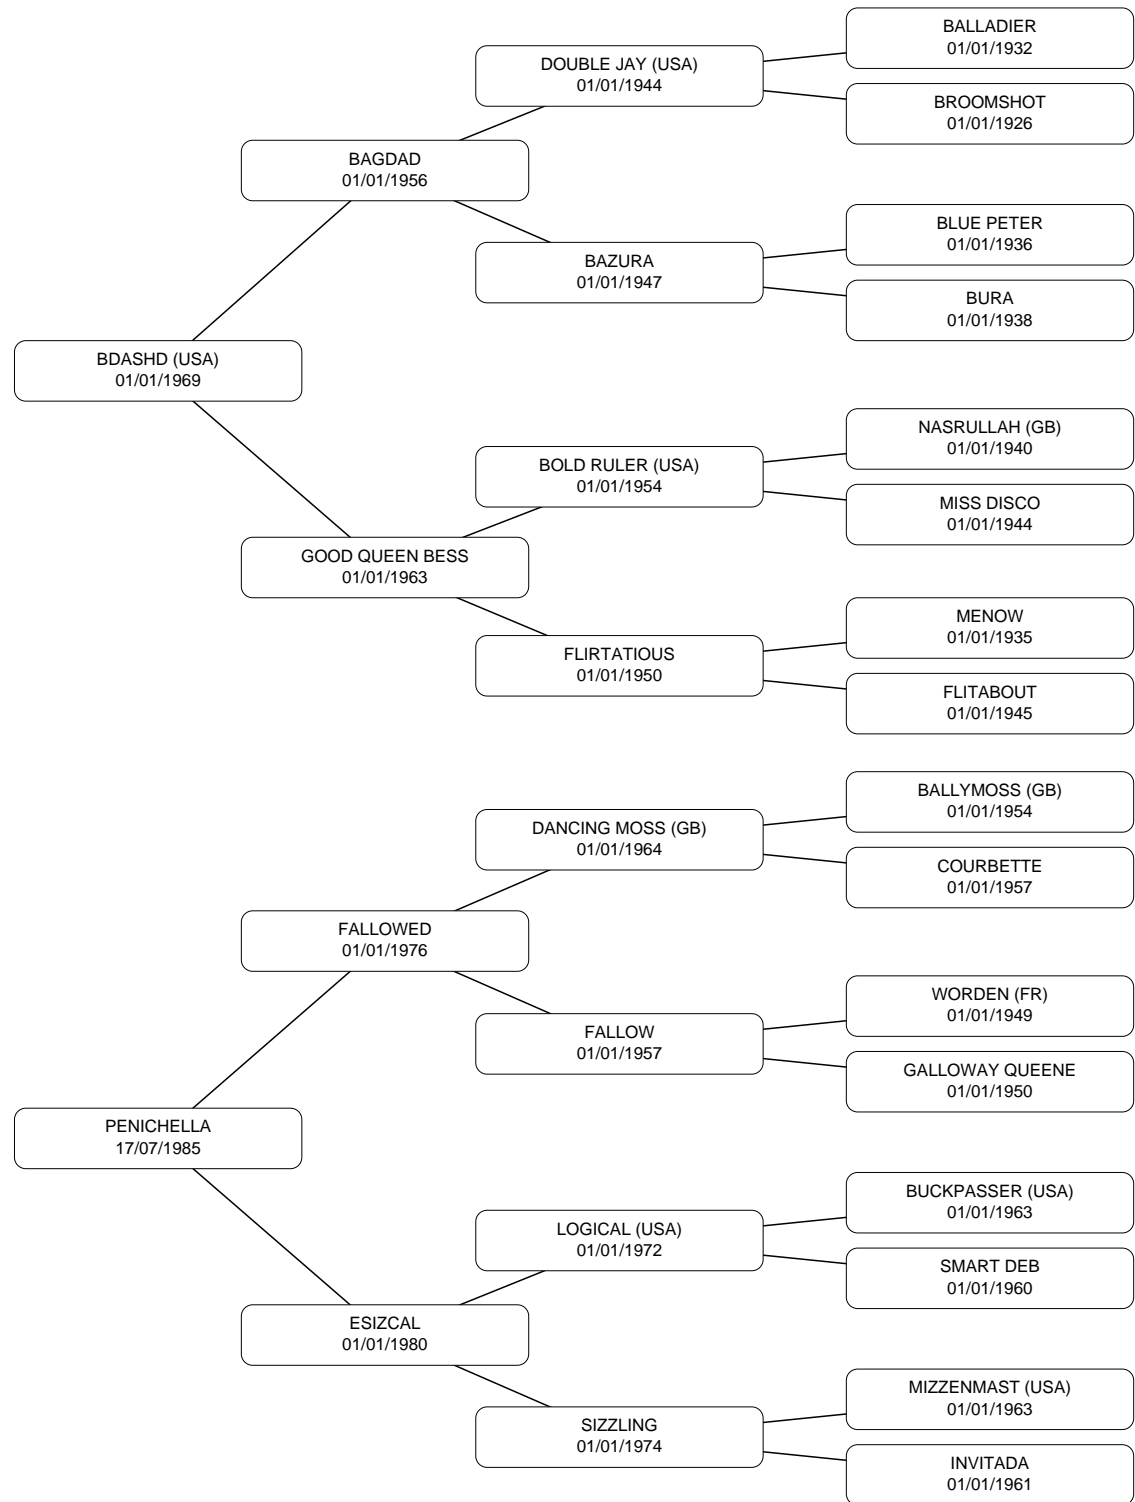 BALLADIER
01/01/1932
DOUBLE JAY (USA)
01/01/1944
BROOMSHOT
01/01/1926
BAGDAD
01/01/1956
BLUE PETER
01/01/1936
BAZURA
01/01/1947
BURA
01/01/1938
BDASHD (USA)
01/01/1969
NASRULLAH (GB)
01/01/1940
BOLD RULER (USA)
01/01/1954
MISS DISCO
01/01/1944
GOOD QUEEN BESS
01/01/1963
MENOW
01/01/1935
FLIRTATIOUS
01/01/1950
FLITABOUT
01/01/1945
BALLYMOSS (GB)
01/01/1954
DANCING MOSS (GB)
01/01/1964
COURBETTE
01/01/1957
FALLOWED
01/01/1976
WORDEN (FR)
01/01/1949
FALLOW
01/01/1957
GALLOWAY QUEENE
01/01/1950
PENICHELLA
17/07/1985
BUCKPASSER (USA)
01/01/1963
LOGICAL (USA)
01/01/1972
SMART DEB
01/01/1960
ESIZCAL
01/01/1980
MIZZENMAST (USA)
01/01/1963
SIZZLING
01/01/1974
INVITADA
01/01/1961